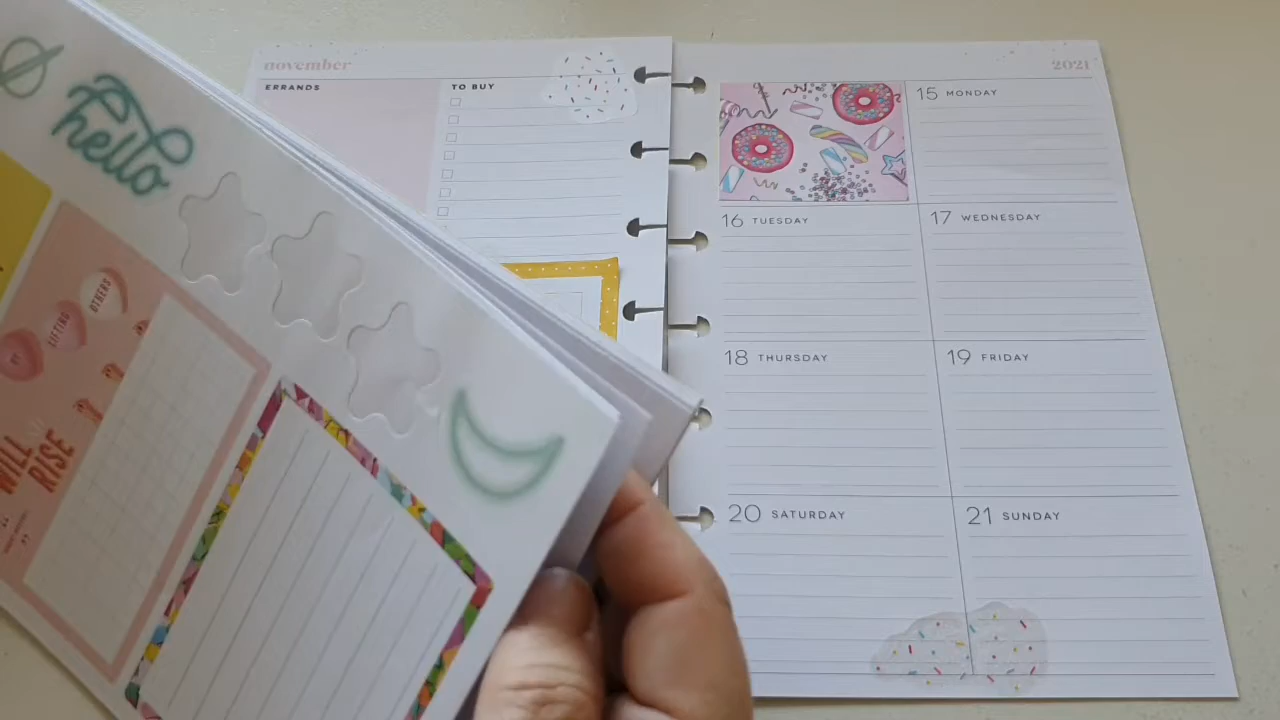 november
ERRANDS
TO BUY
2021
15 MONDAY
16 TUESDAY
17 WEDNESDAY
18 THURSDAY
19 FRIDAY
20 SATURDAY
21 SUNDAY
hello
BY
LIFTING
OTHERS
WILL
RISE